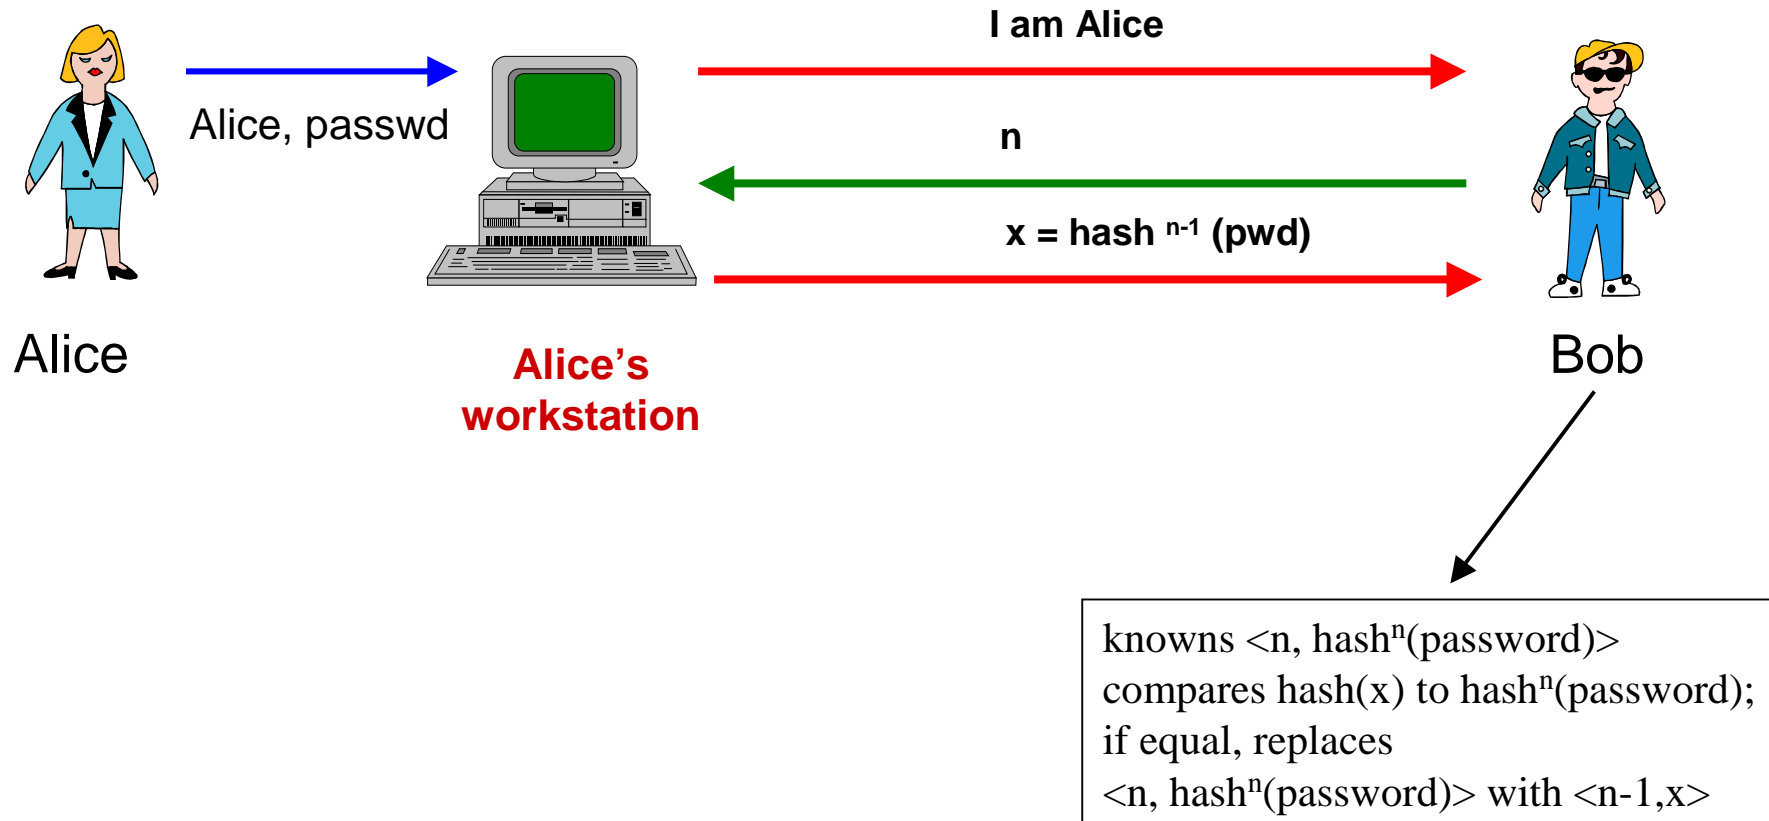 I am Alice
Alice, passwd
n
x = hash ⁿ⁻¹ (pwd)
Alice
Alice’s
workstation
Bob
knowns <n, hashⁿ(password)>
compares hash(x) to hashⁿ(password);
if equal, replaces
<n, hashⁿ(password)> with <n-1,x>